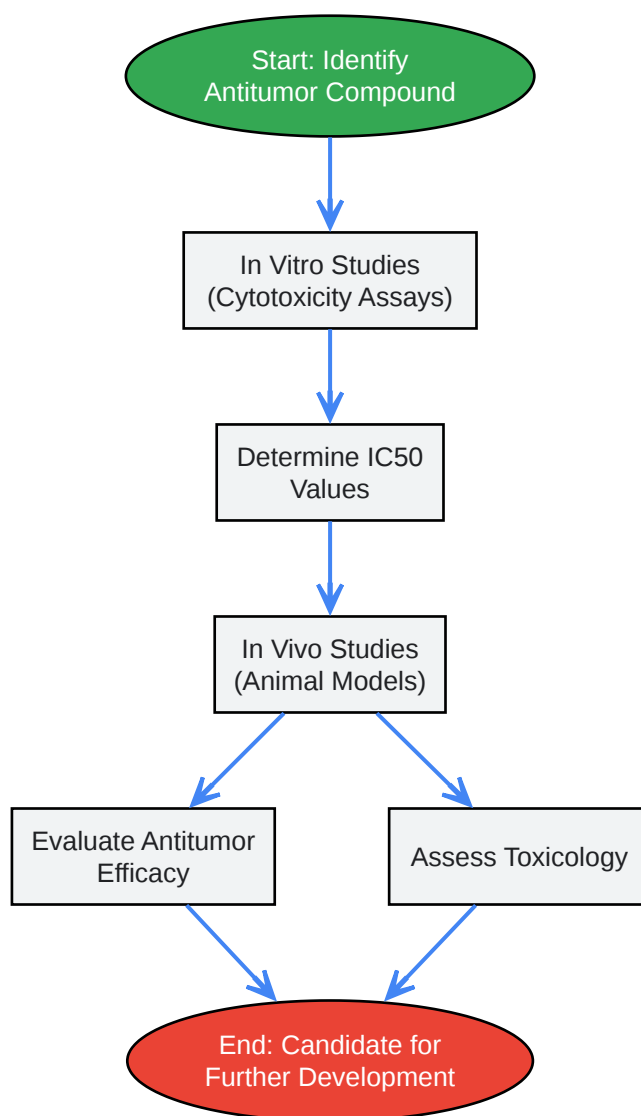 Start: Identify
Antitumor Compound
In Vitro Studies
(Cytotoxicity Assays)
Determine IC50
Values
In Vivo Studies
(Animal Models)
Evaluate Antitumor
Efficacy
Assess Toxicology
End: Candidate for
Further Development